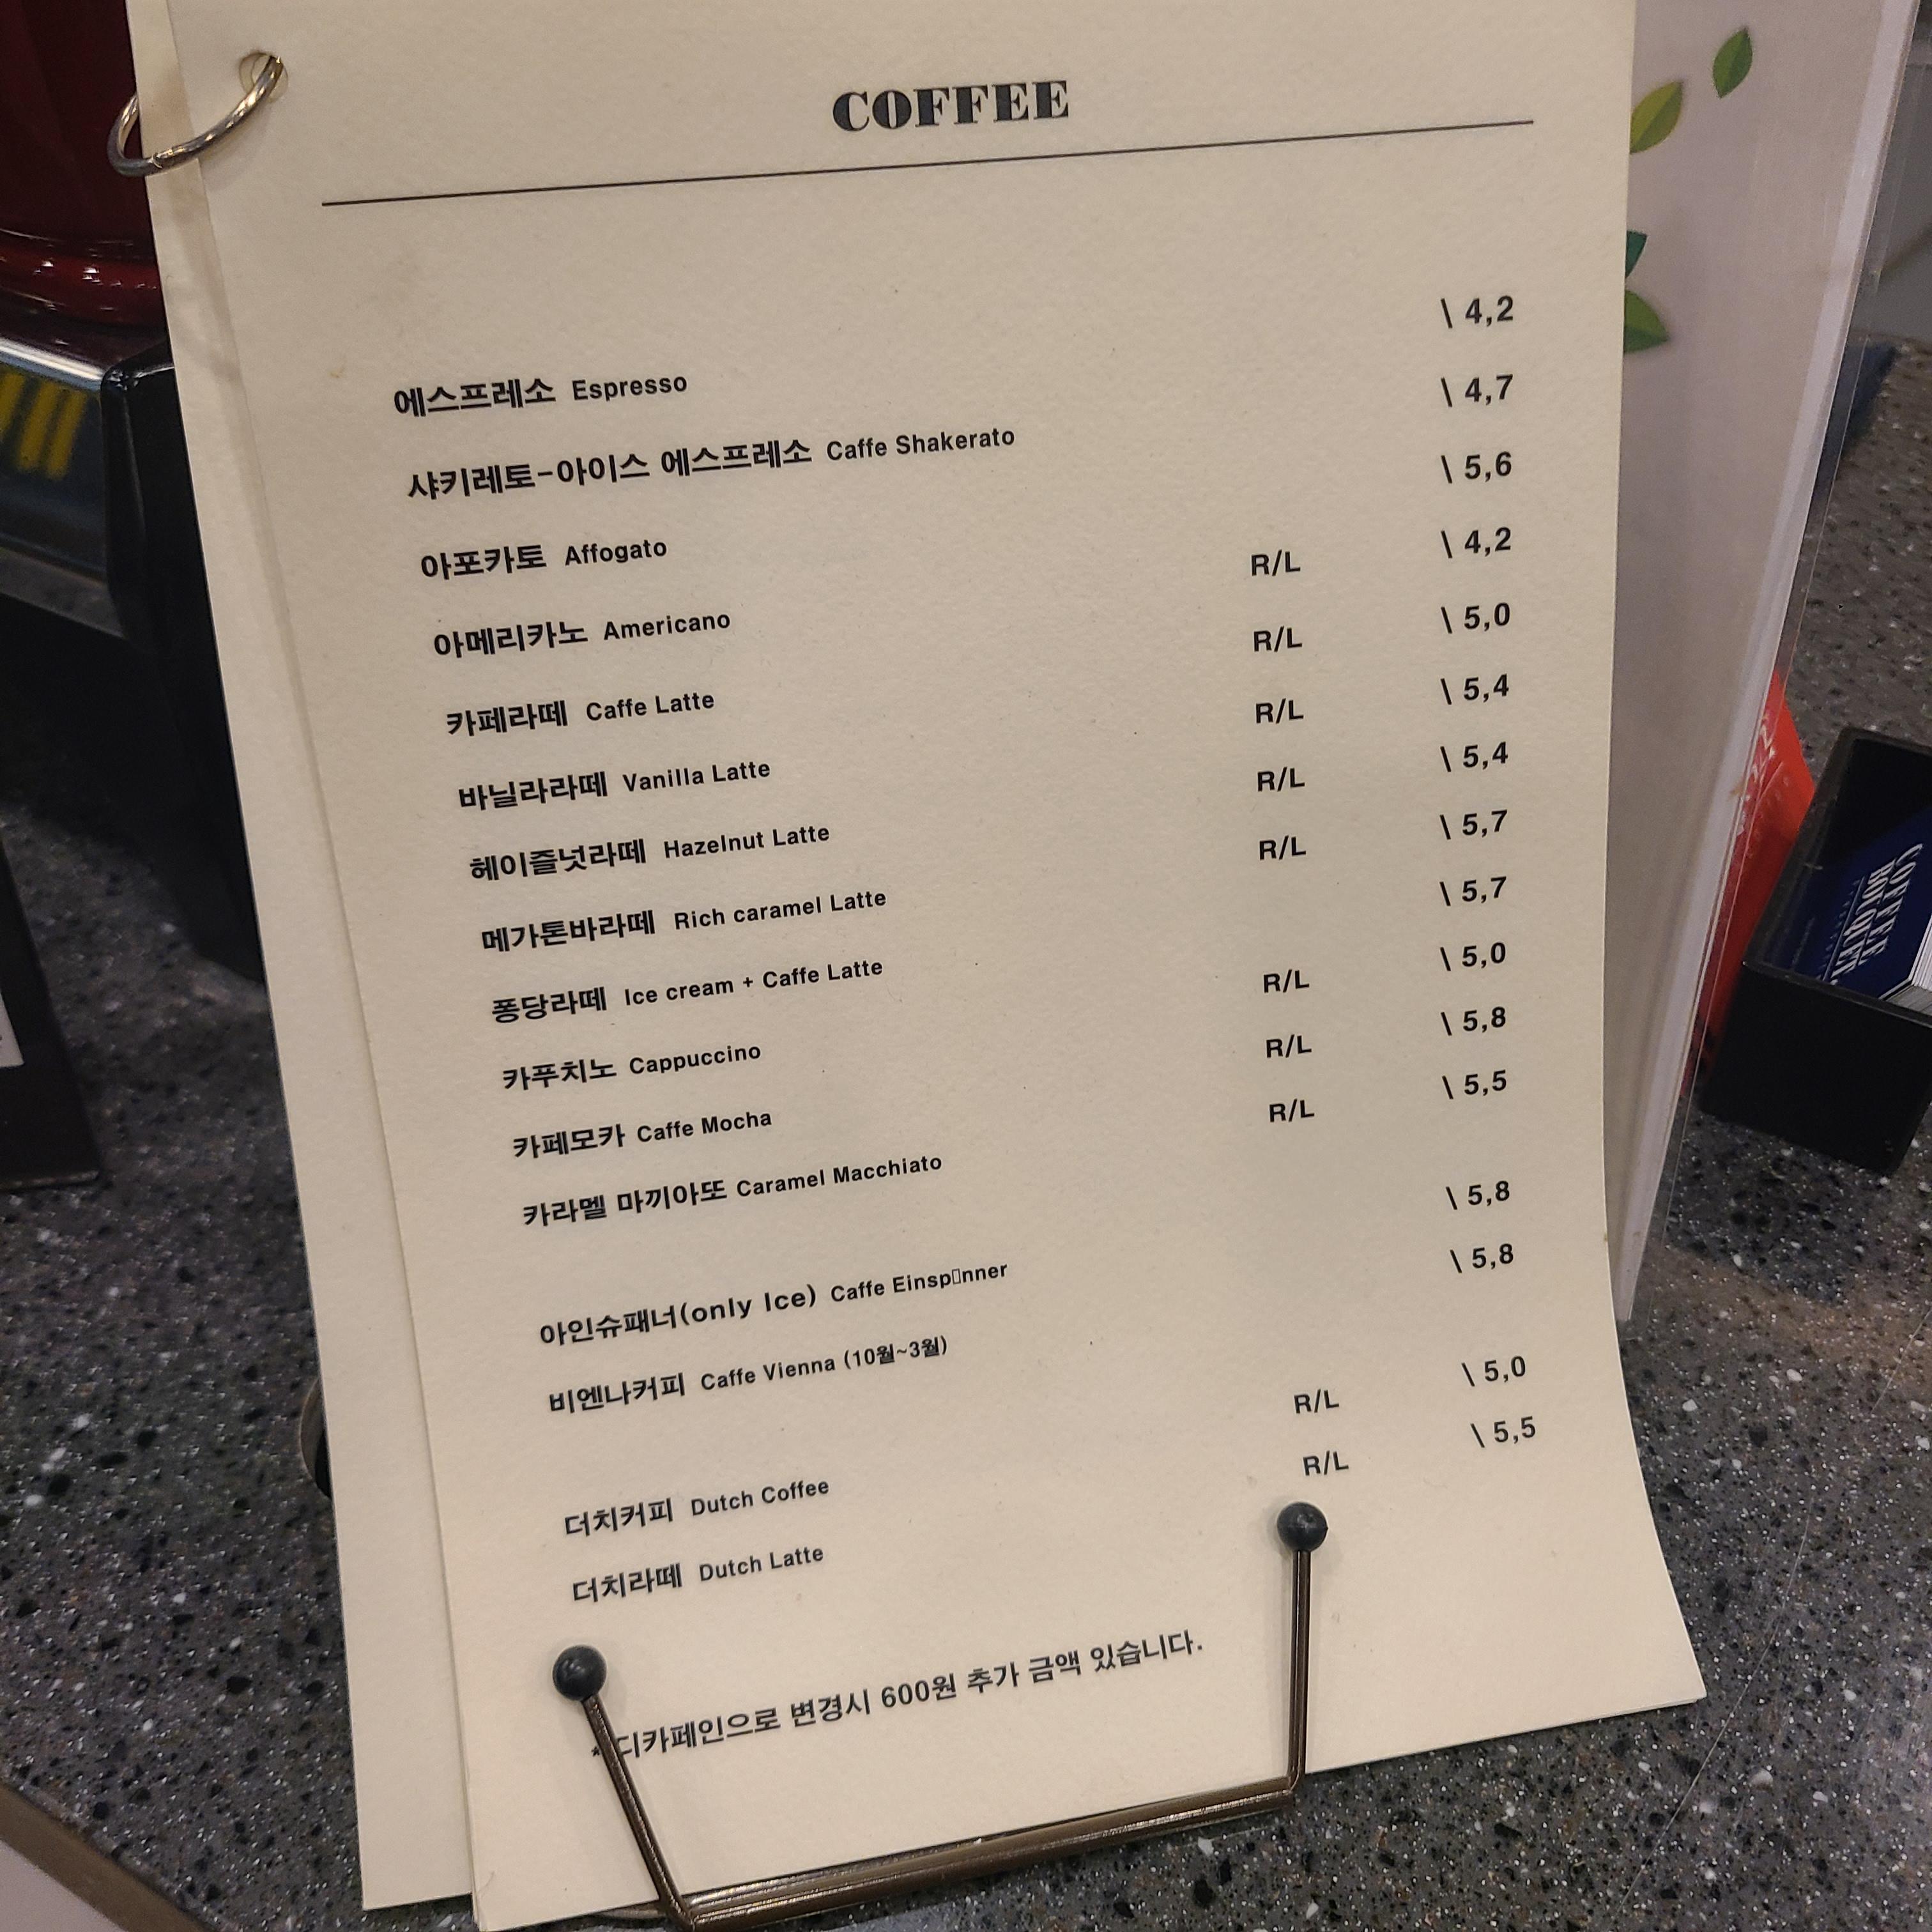 COFFEE
에스프레소 Espresso \ 4,2
샤키레토-아이스 에스프레소 Caffe Shakerato \ 4,7
아포카토 Affogato \ 5,6
아메리카노 Americano R/L \ 4,2
카페라떼 Caffe Latte R/L \ 5,0
바닐라라떼 Vanilla Latte R/L \ 5,4
헤이즐넛라떼 Hazelnut Latte R/L \ 5,4
메가톤바라떼 Rich caramel Latte R/L \ 5,7
퐁당라떼 Ice cream + Caffe Latte \ 5,7
카푸치노 Cappuccino R/L \ 5,0
카페모카 Caffe Mocha R/L \ 5,8
카라멜 마끼아또 Caramel Macchiato R/L \ 5,5
아인슈패너(only Ice) Caffe Einsp▯nner \ 5,8
비엔나커피 Caffe Vienna (10월~3월) \ 5,8
더치커피 Dutch Coffee R/L \ 5,0
더치라떼 Dutch Latte R/L \ 5,5
* 디카페인으로 변경시 600원 추가 금액 있습니다.
COFFEE
BOUQUET